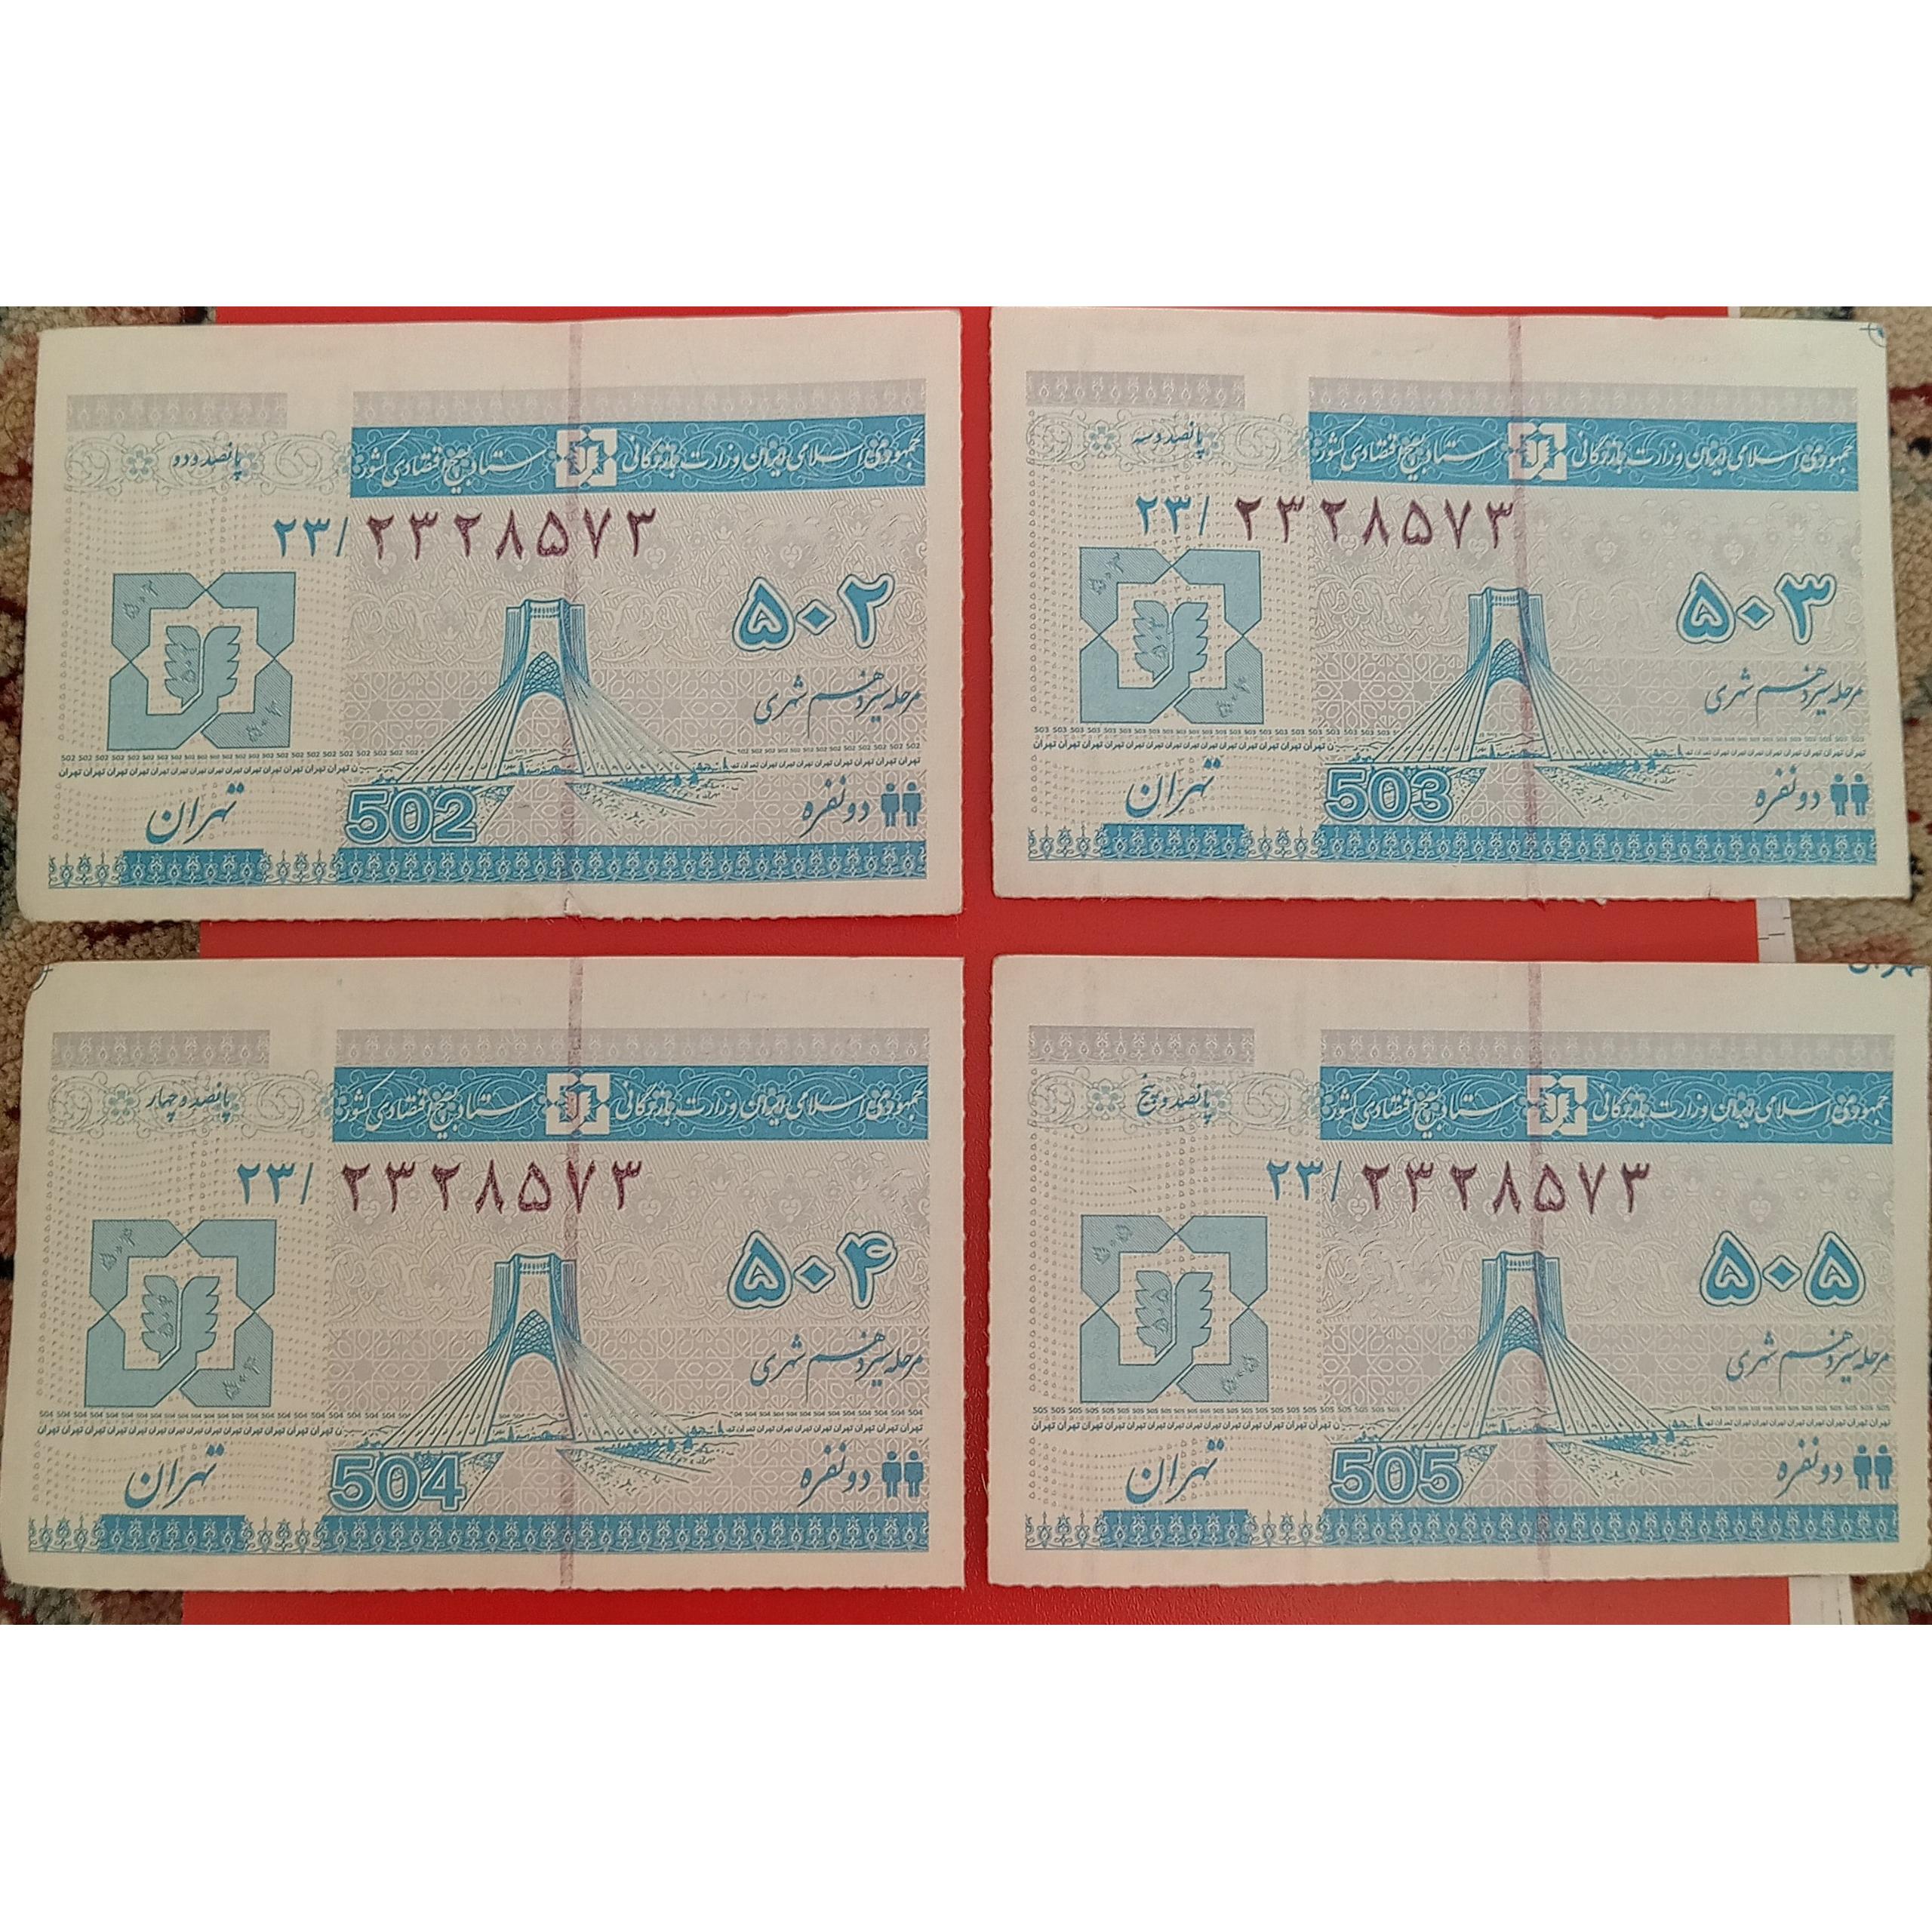 جمهوری اسلامی ایران وزارت بازرگانی ستاد بسیج اقتصادی کشور
پانصد و دو
۲۳/ ۲۳۲۸۵۷۳
۵۰۲
مرحله سیزدهم شهری
تهران
502
دو نفره
جمهوری اسلامی ایران وزارت بازرگانی ستاد بسیج اقتصادی کشور
پانصد و سه
۲۳/ ۲۳۲۸۵۷۳
۵۰۳
مرحله سیزدهم شهری
تهران
503
دو نفره
جمهوری اسلامی ایران وزارت بازرگانی ستاد بسیج اقتصادی کشور
پانصد و چهار
۲۳/ ۲۳۲۸۵۷۳
۵۰۴
مرحله سیزدهم شهری
تهران
504
دو نفره
تهران
جمهوری اسلامی ایران وزارت بازرگانی ستاد بسیج اقتصادی کشور
پانصد و پنج
۲۳/ ۲۳۲۸۵۷۳
۵۰۵
مرحله سیزدهم شهری
تهران
505
دو نفره